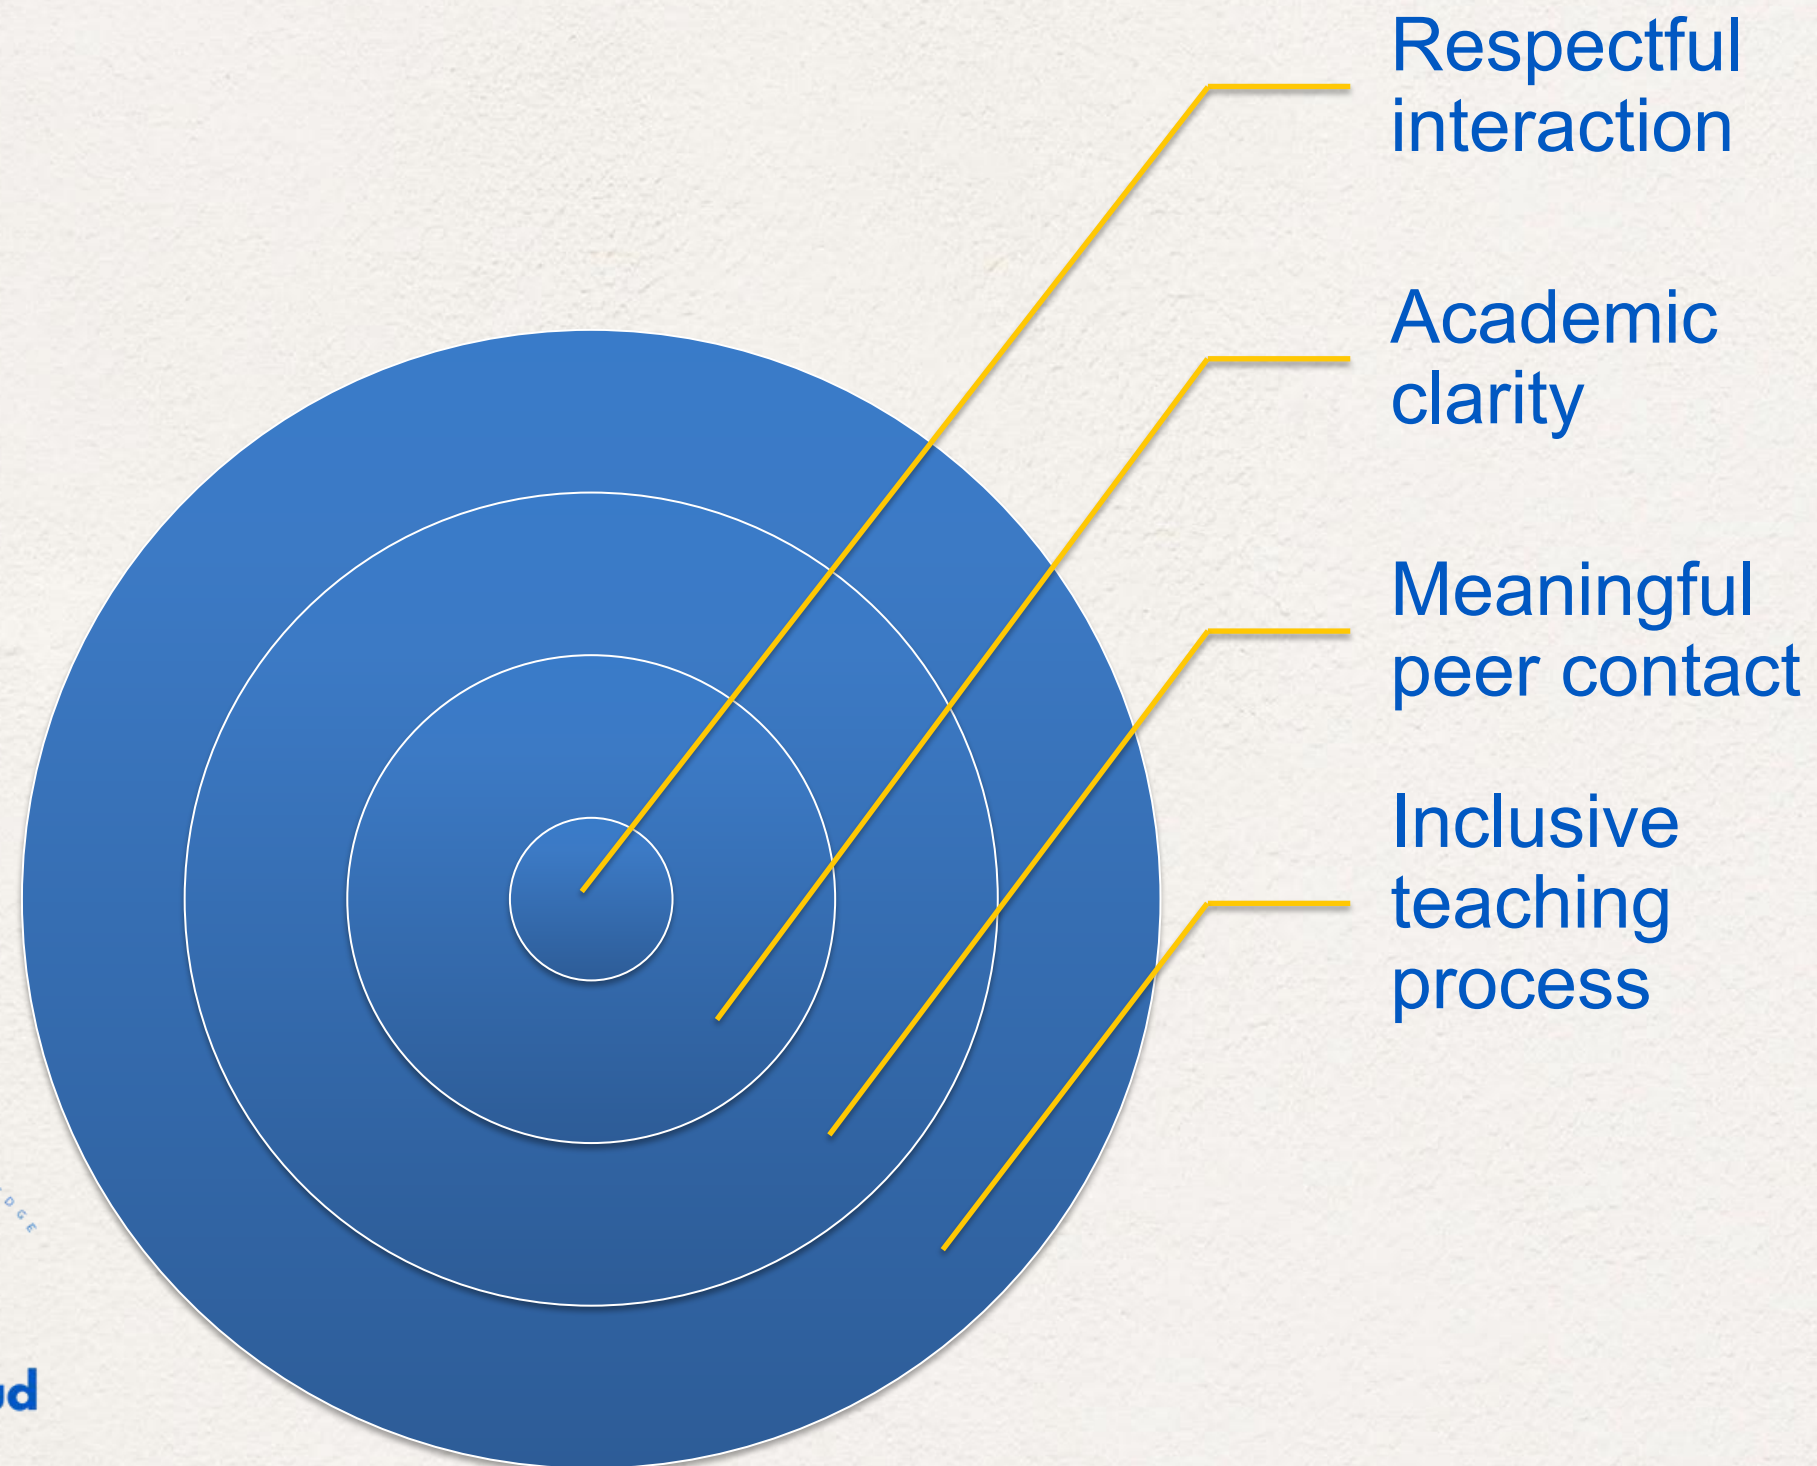 Respectful
interaction
Academic
clarity
Meaningful
peer contact
Inclusive
teaching
process